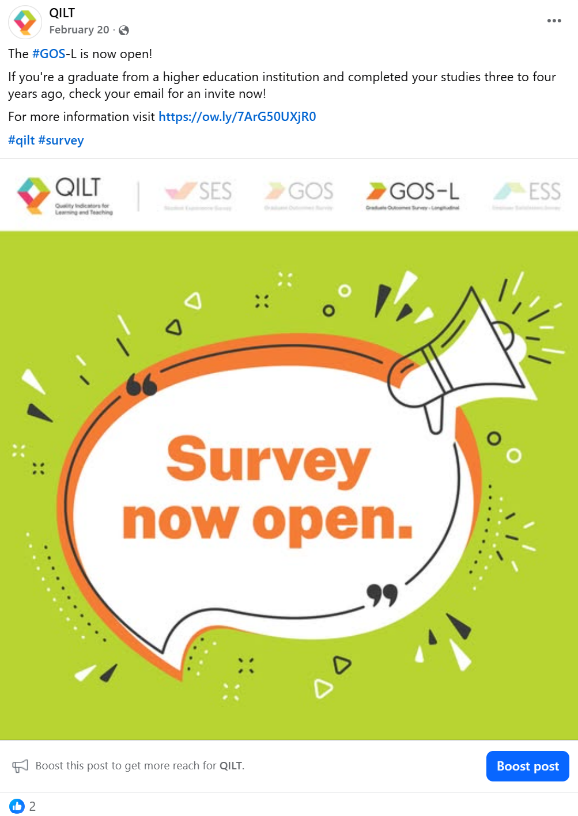 QILT
February 20 ·
The #GOS-L is now open!
If you're a graduate from a higher education institution and completed your studies three to four
years ago, check your email for an invite now!
For more information visit https://ow.ly/7ArG50UXjR0
#qilt #survey
QILT
Quality Indicators for
Learning and Teaching
SES
Student Experience Survey
GOS
Graduate Outcomes Survey
GOS-L
Graduate Outcomes Survey - Longitudinal
ESS
“
Survey
now open.
”
Boost this post to get more reach for QILT.
Boost post
2